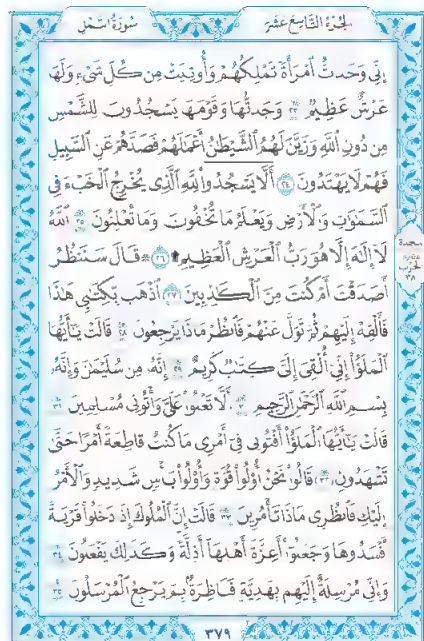 الجزء التاسع عشر
سورة النمل
إِنِّي وَجَدتُّ ٱمْرَأَةً تَمْلِكُهُمْ وَأُوتِيَتْ مِن كُلِّ شَيْءٍ وَلَهَا
عَرْشٌ عَظِيمٌ ٢٣ وَجَدتُّهَا وَقَوْمَهَا يَسْجُدُونَ لِلشَّمْسِ
مِن دُونِ ٱللَّهِ وَزَيَّنَ لَهُمُ ٱلشَّيْطَٰنُ أَعْمَٰلَهُمْ فَصَدَّهُمْ عَنِ ٱلسَّبِيلِ
فَهُمْ لَا يَهْتَدُونَ ٢٤ أَلَّا يَسْجُدُوا۟ لِلَّهِ ٱلَّذِي يُخْرِجُ ٱلْخَبْءَ فِي
ٱلسَّمَٰوَٰتِ وَٱلْأَرْضِ وَيَعْلَمُ مَا تُخْفُونَ وَمَا تُعْلِنُونَ ٢٥ ٱللَّهُ
لَآ إِلَٰهَ إِلَّا هُوَ رَبُّ ٱلْعَرْشِ ٱلْعَظِيمِ ۩ ٢٦ ۞ قَالَ سَنَنظُرُ
أَصَدَقْتَ أَمْ كُنتَ مِنَ ٱلْكَٰذِبِينَ ٢٧ ٱذْهَب بِّكِتَٰبِي هَٰذَا
فَأَلْقِهْ إِلَيْهِمْ ثُمَّ تَوَلَّ عَنْهُمْ فَٱنظُرْ مَاذَا يَرْجِعُونَ ٢٨ قَالَتْ يَٰٓأَيُّهَا
ٱلْمَلَؤُا۟ إِنِّيٓ أُلْقِيَ إِلَيَّ كِتَٰبٌ كَرِيمٌ ٢٩ إِنَّهُۥ مِن سُلَيْمَٰنَ وَإِنَّهُۥ
بِسْمِ ٱللَّهِ ٱلرَّحْمَٰنِ ٱلرَّحِيمِ ٣٠ أَلَّا تَعْلُوا۟ عَلَيَّ وَأْتُونِي مُسْلِمِينَ ٣١
قَالَتْ يَٰٓأَيُّهَا ٱلْمَلَؤُا۟ أَفْتُونِي فِيٓ أَمْرِي مَا كُنتُ قَاطِعَةً أَمْرًا حَتَّىٰ
تَشْهَدُونِ ٣٢ قَالُوا۟ نَحْنُ أُو۟لُوا۟ قُوَّةٍ وَأُو۟لُوا۟ بَأْسٍ شَدِيدٍ وَٱلْأَمْرُ
إِلَيْكِ فَٱنظُرِي مَاذَا تَأْمُرِينَ ٣٣ قَالَتْ إِنَّ ٱلْمُلُوكَ إِذَا دَخَلُوا۟ قَرْيَةً
أَفْسَدُوهَا وَجَعَلُوٓا۟ أَعِزَّةَ أَهْلِهَآ أَذِلَّةً وَكَذَٰلِكَ يَفْعَلُونَ ٣٤
وَإِنِّي مُرْسِلَةٌ إِلَيْهِم بِهَدِيَّةٍ فَنَاظِرَةٌۢ بِمَ يَرْجِعُ ٱلْمُرْسَلُونَ ٣٥
سجدة
الحزب
٣٨
٣٧٩